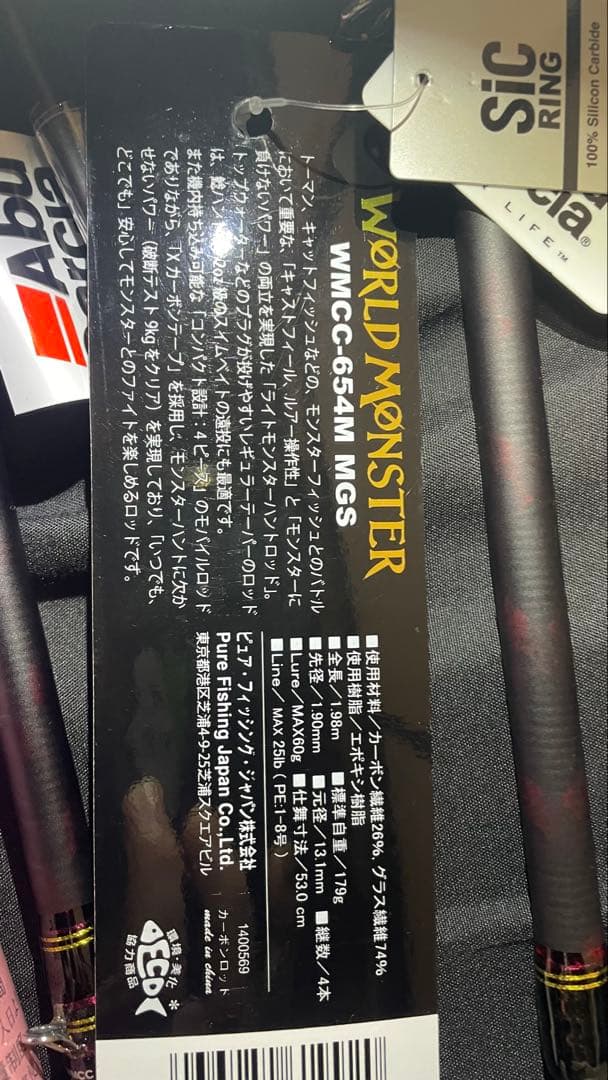 WORLD MONSTER
WMCC-654M MGS
トーマン、キャットフィッシュなどの、モンスターフィッシュとのバトル
において重要な、「キャストフィール、ルアー操作性」と「モンスターに
負けないパワー」の両立を実現した「ライトモンスターハントロッド」。
トップウォーターなどのプラグが投げやすいレギュラーテーパーのロッド
級のスイムベイトの遠投にも最適です。
また機内持ち込み可能な「コンパクト設計：4ピース」のモバイルロッド
でありながら、「Xカーボンテープ」を採用し、モンスターハントに欠か
せないパワー（破断テスト9kgをクリア）を実現しており、「いつでも、
どこでも」安心してモンスターとのファイトを楽しめるロッドです。
■使用材料／カーボン繊維26%、グラス繊維74%
■使用樹脂／エポキシ樹脂
■全長／1.98m ■標準自重／179g
■先径／1.90mm ■元径／13.1mm ■継数／4本
■Lure／MAX60g ■仕舞寸法／53.0cm
■Line／MAX 25lb（PE:1-8号）
ピュア・フィッシング・ジャパン株式会社
Pure Fishing Japan Co.,Ltd.
東京都港区芝浦4-9-25芝浦スクエアビル
1400569
カーボンロッド
made in china
環境・美化
ECO
協力商品
SiC
RING
100% Silicon Carbide
cia®
LIFE™
Abu